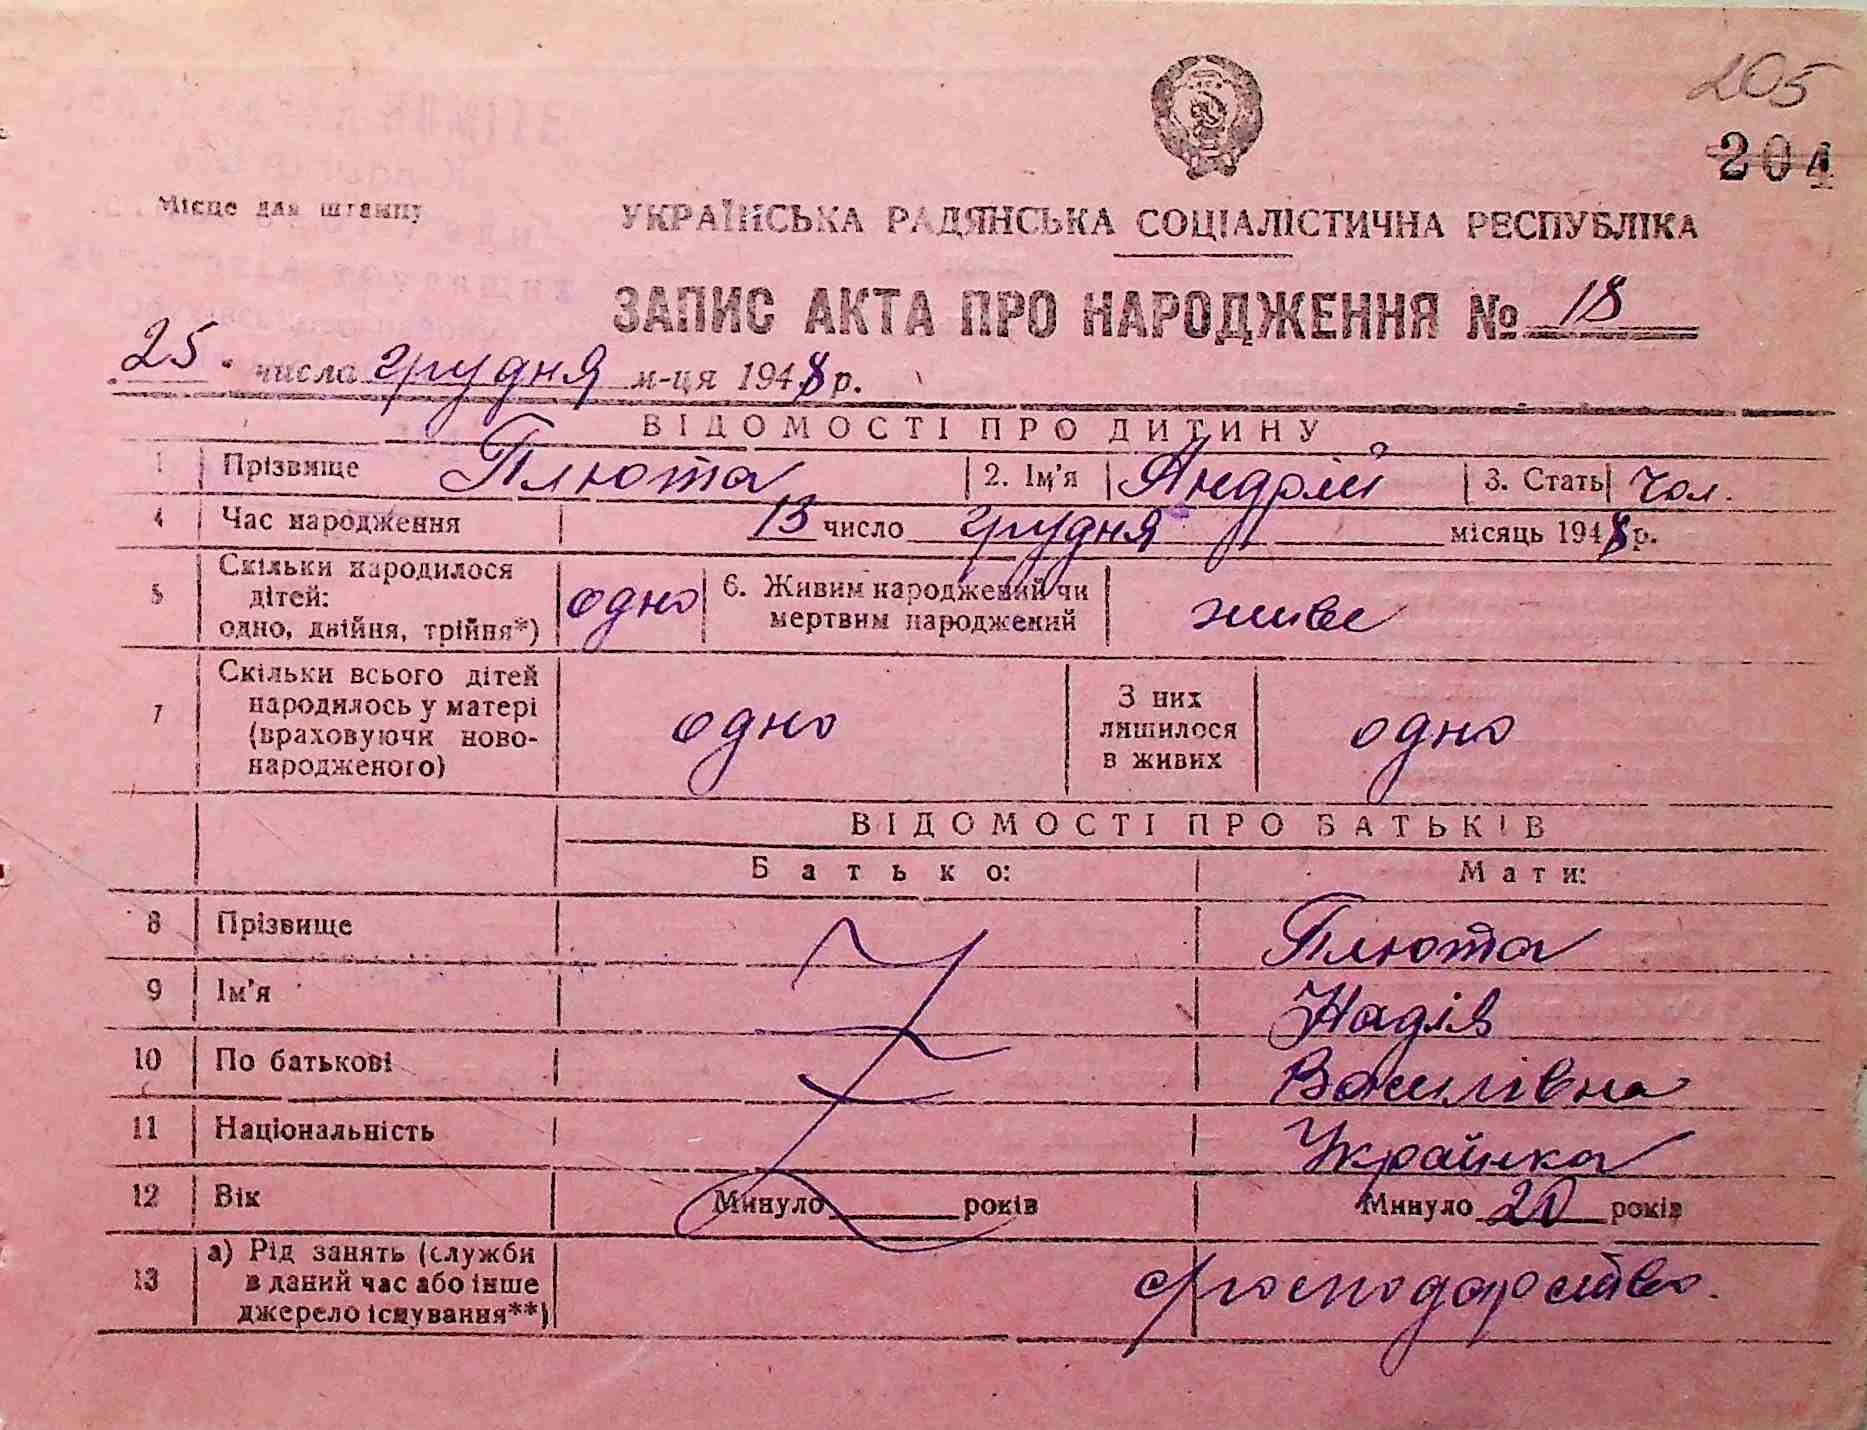 205
204
Місце для штампу
УКРАЇНСЬКА РАДЯНСЬКА СОЦІАЛІСТИЧНА РЕСПУБЛІКА
ЗАПИС АКТА ПРО НАРОДЖЕННЯ № 18
25 числа грудня м-ця 1948 р.
ВІДОМОСТІ ПРО ДИТИНУ
1 Прізвище Плюта 2. Ім'я Андрій 3. Стать чол.
4 Час народження 13 число грудня місяць 1948 р.
5 Скільки народилося
дітей:
одно, двійня, трійня*) одно 6. Живим народжений чи
мертвим народжений живе
7 Скільки всього дітей
народилось у матері
(враховуючи ново-
народженого) одно З них
лишилося
в живих одно
ВІДОМОСТІ ПРО БАТЬКІВ
Батько: Мати:
8 Прізвище Плюта
9 Ім'я Надія
10 По батькові Василівна
11 Національність Українка
12 Вік Минуло років Минуло 20 років
13 а) Рід занять (служби
в даний час або інше
джерело існування**) господарство.